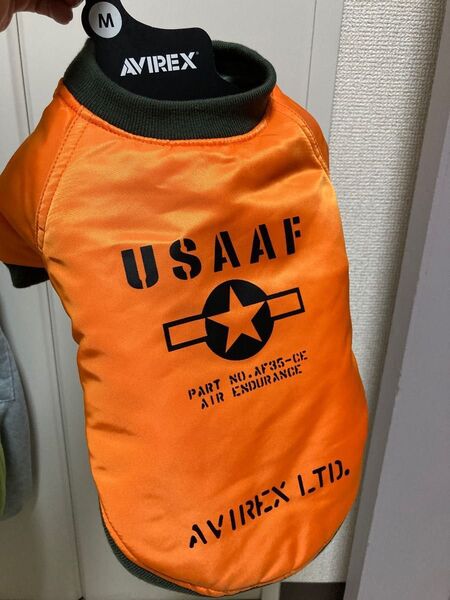 M
AVIREX
USAAF
PART NO.AF35-CE
AIR ENDURANCE
AVIREX LTD.